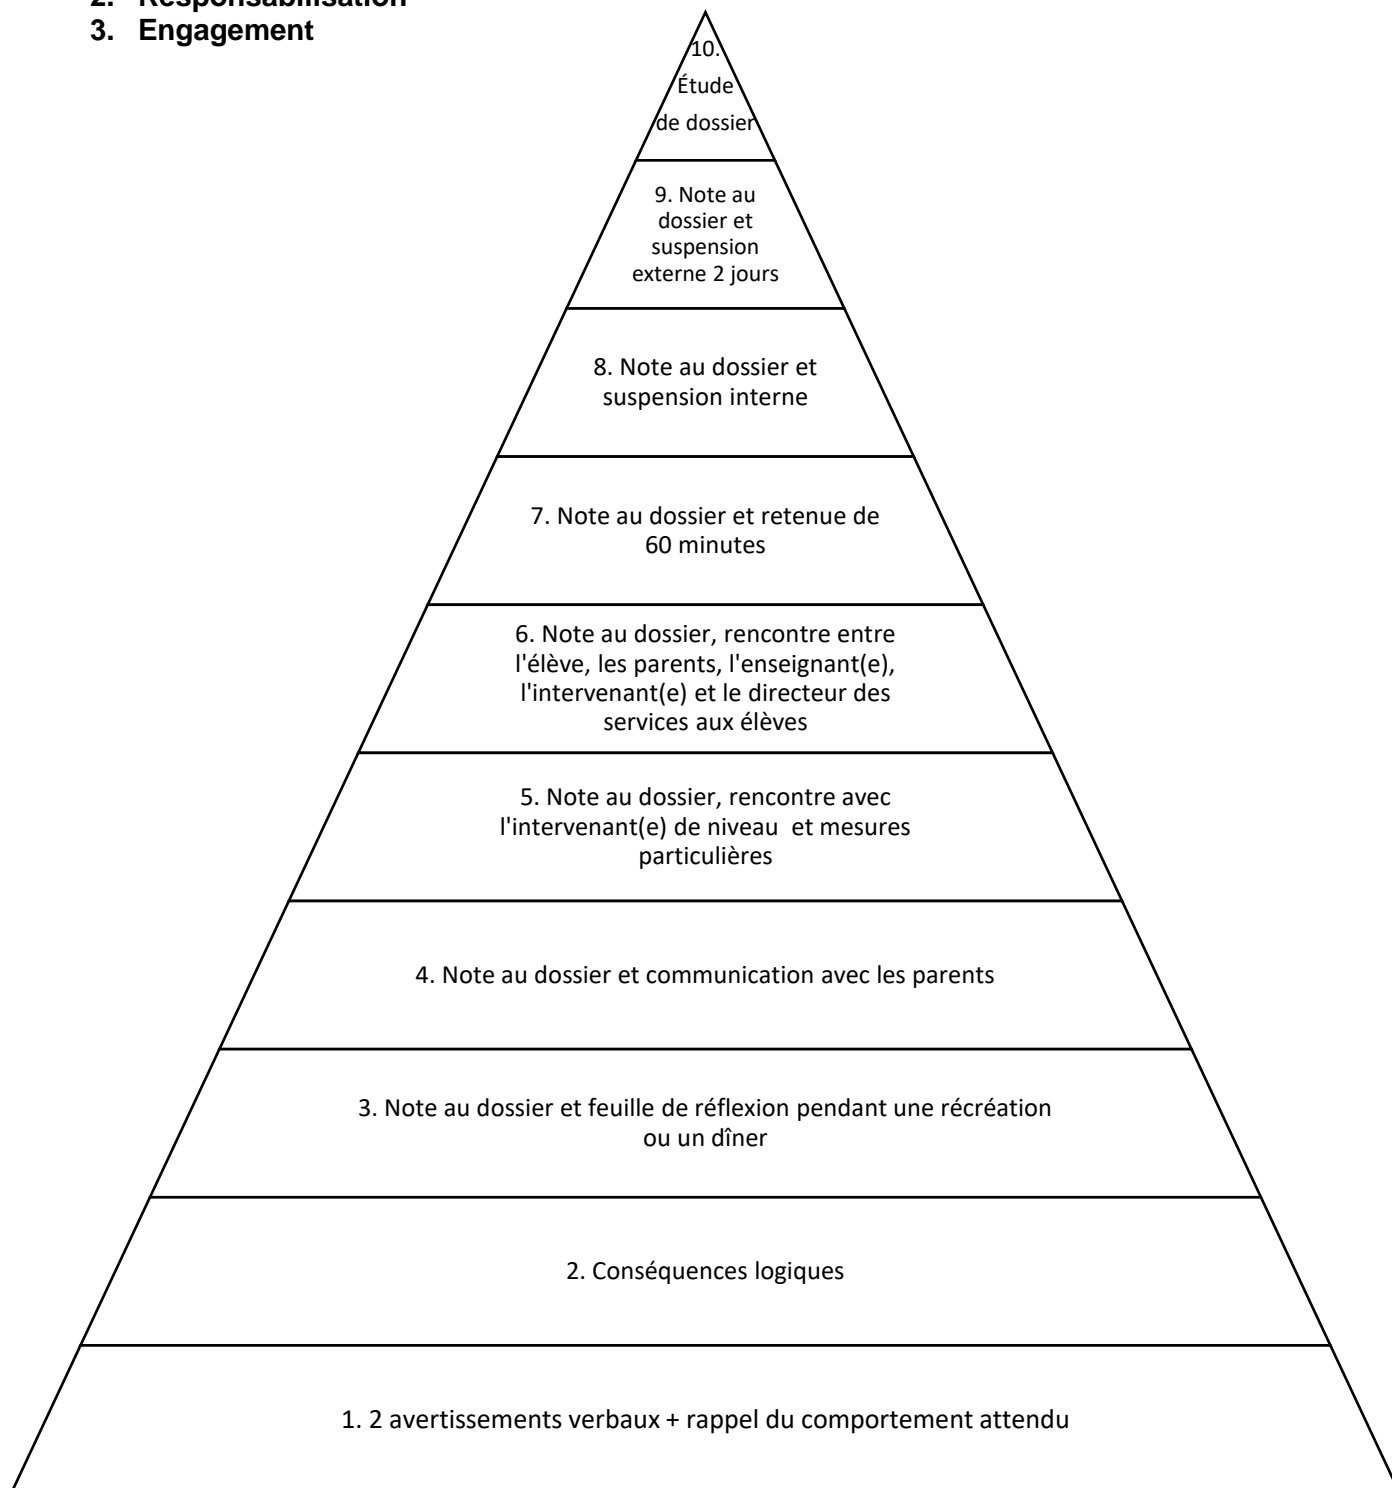 2. Responsabilisation
3. Engagement
10.
Étude
de dossier
9. Note au
dossier et
suspension
externe 2 jours
8. Note au dossier et
suspension interne
7. Note au dossier et retenue de
60 minutes
6. Note au dossier, rencontre entre
l'élève, les parents, l'enseignant(e),
l'intervenant(e) et le directeur des
services aux élèves
5. Note au dossier, rencontre avec
l'intervenant(e) de niveau et mesures
particulières
4. Note au dossier et communication avec les parents
3. Note au dossier et feuille de réflexion pendant une récréation
ou un dîner
2. Conséquences logiques
1. 2 avertissements verbaux + rappel du comportement attendu